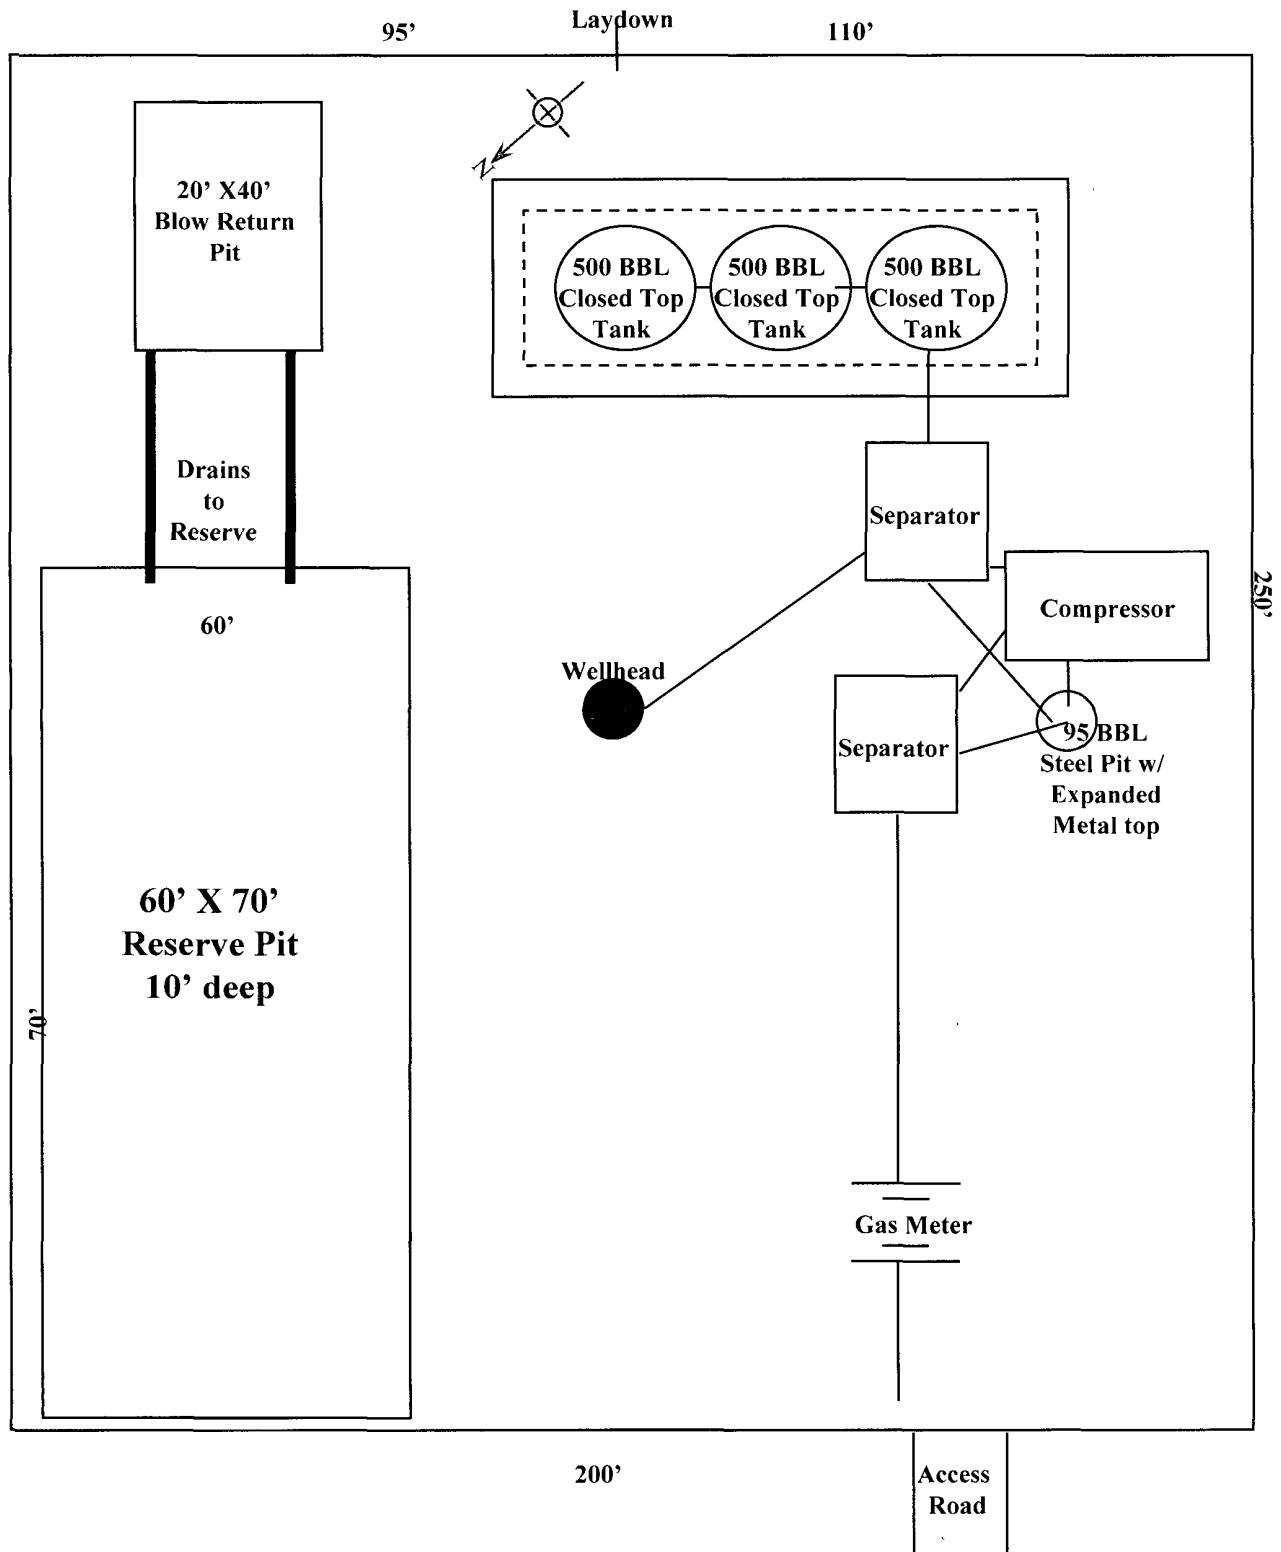 Laydown
95’
110’
N
20’ X40’
Blow Return
Pit
500 BBL
Closed Top
Tank
500 BBL
Closed Top
Tank
500 BBL
Closed Top
Tank
Drains
to
Reserve
Separator
Compressor
250’
60’
Wellhead
Separator
95 BBL
Steel Pit w/
Expanded
Metal top
60’ X 70’
Reserve Pit
10’ deep
70’
Gas Meter
200’
Access
Road